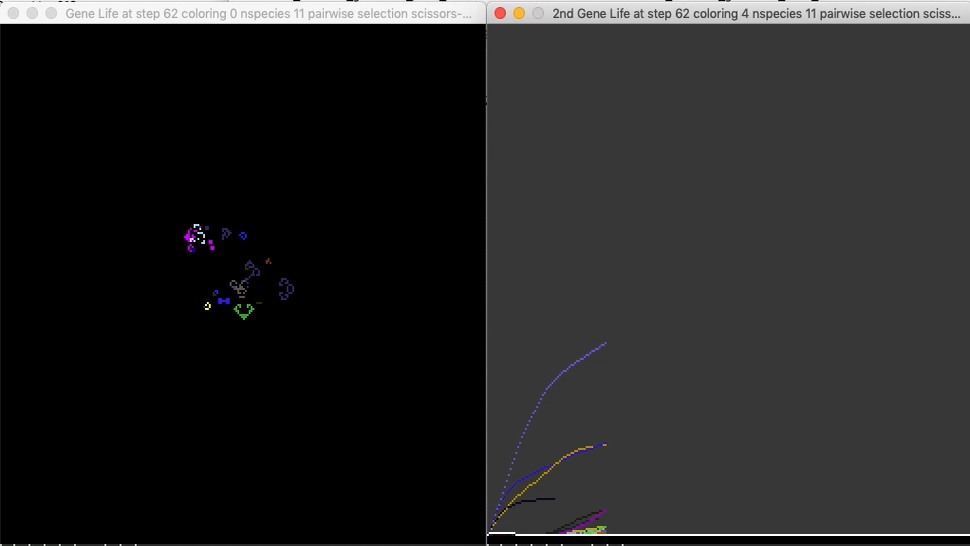 Gene Life at step 62 coloring 0 nspecies 11 pairwise selection scissors-...
2nd Gene Life at step 62 coloring 4 nspecies 11 pairwise selection sciss...